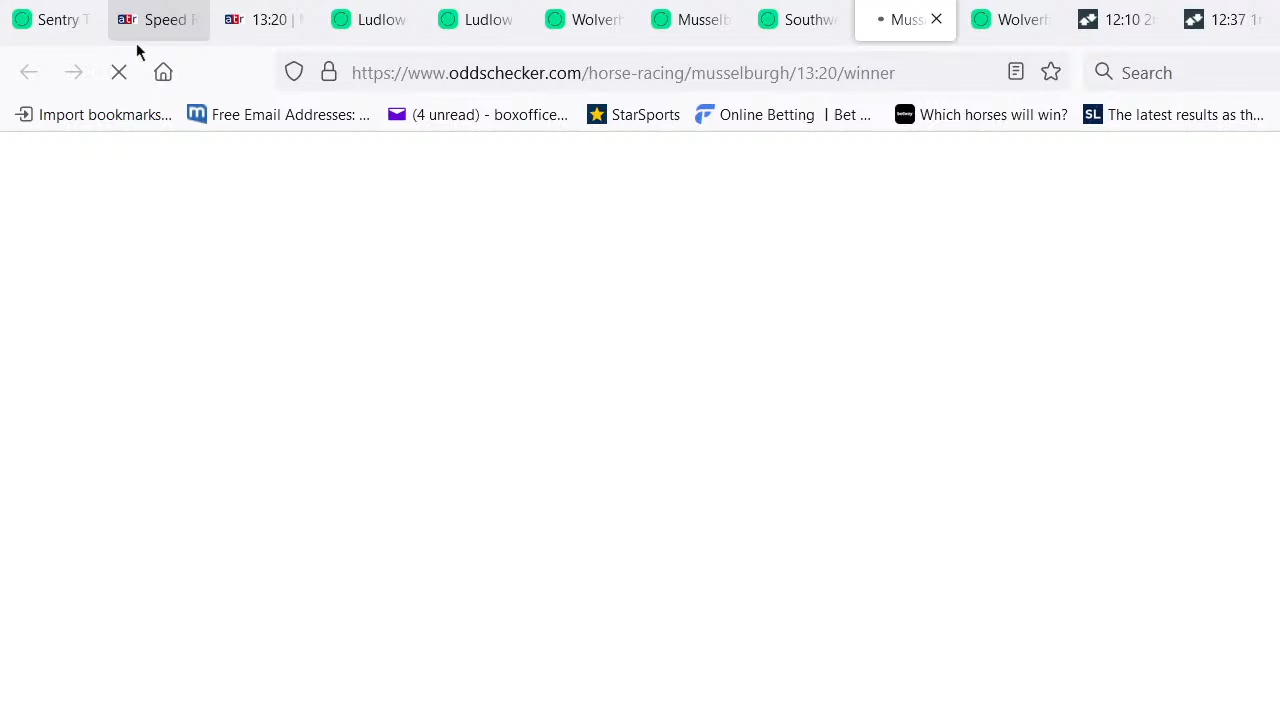 Sentry T Speed R 13:20 | Ludlow Ludlow Wolverh Musselb Southw Muss Wolverh 12:10 2 12:37 1
https://www.oddschecker.com/horse-racing/musselburgh/13:20/winner Search
Import bookmarks... Free Email Addresses: ... (4 unread) - boxoffice... StarSports Online Betting | Bet ... betway Which horses will win? SL The latest results as th...